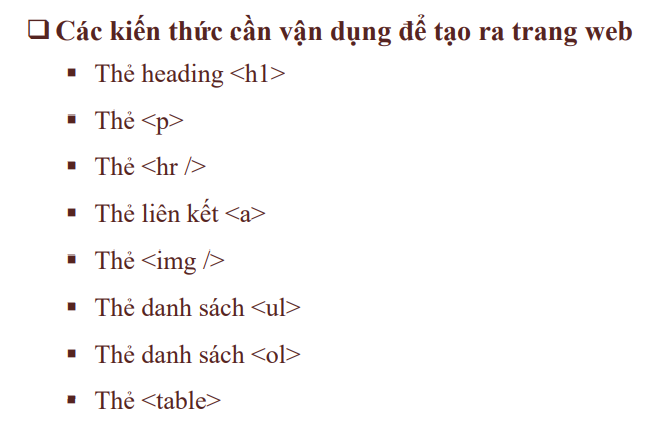 ❑ Các kiến thức cần vận dụng để tạo ra trang web
▪ Thẻ heading <h1>
▪ Thẻ <p>
▪ Thẻ <hr />
▪ Thẻ liên kết <a>
▪ Thẻ <img />
▪ Thẻ danh sách <ul>
▪ Thẻ danh sách <ol>
▪ Thẻ <table>